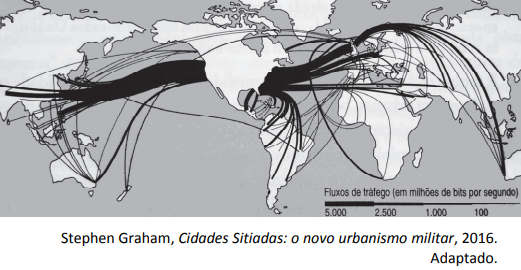 Fluxos de tráfego (em milhões de bits por segundo)
5.000 2.500 1.000 100
Stephen Graham, Cidades Sitiadas: o novo urbanismo militar, 2016.
Adaptado.